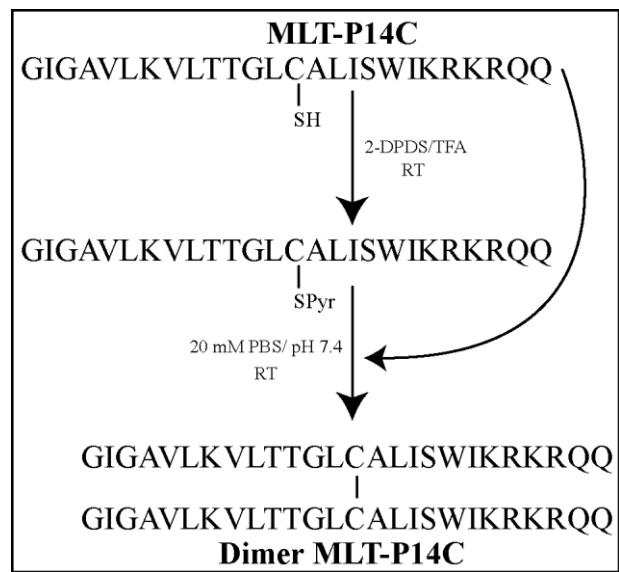 MLT-P14C
GIGAVLKVLTTGLCALISWIKRKRQQ
SH
2-DPDS/TFA
RT
GIGAVLKVLTTGLCALISWIKRKRQQ
SPyr
20 mM PBS/ pH 7.4
RT
GIGAVLKVLTTGLCALISWIKRKRQQ
GIGAVLKVLTTGLCALISWIKRKRQQ
Dimer MLT-P14C